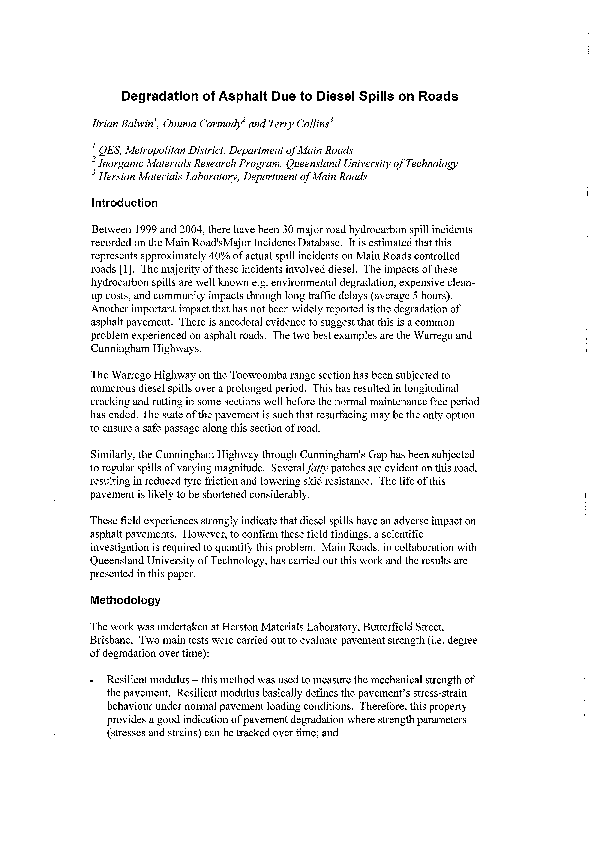 Degradation of Asphalt Due to Diesel Spills on Roads
Brian Balwin1, Onuma Carmody2 and Terry Collins3
1 QES, Metropolitan District, Department of Main Roads
2 Inorganic Materials Research Program, Queensland University of Technology
3 Herston Materials Laboratory, Department of Main Roads
Introduction
Between 1999 and 2004, there have been 30 major road hydrocarbon spill incidents
recorded on the Main Road'sMajor Incidents Database. It is estimated that this
represents approximately 40% of actual spill incidents on Main Roads controlled
roads [1]. The majority of these incidents involved diesel. The impacts of these
hydrocarbon spills are well known e.g. environmental degradation, expensive clean-
up costs, and community impacts through long traffic delays (average 5 hours).
Another important impact that has not been widely reported is the degradation of
asphalt pavement. There is anecdotal evidence to suggest that this is a common
problem experienced on asphalt roads. The two best examples are the Warrego and
Cunningham Highways.
The Warrego Highway on the Toowoomba range section has been subjected to
numerous diesel spills over a prolonged period. This has resulted in longitudinal
cracking and rutting in some sections well before the normal maintenance free period
has ended. The state of the pavement is such that resurfacing may be the only option
to ensure a safe passage along this section of road.
Similarly, the Cunningham Highway through Cunningham's Gap has been subjected
to regular spills of varying magnitude. Several fatty patches are evident on this road,
resulting in reduced tyre friction and lowering skid resistance. The life of this
pavement is likely to be shortened considerably.
These field experiences strongly indicate that diesel spills have an adverse impact on
asphalt pavements. However, to confirm these field findings, a scientific
investigation is required to quantify this problem. Main Roads, in collaboration with
Queensland University of Technology, has carried out this work and the results are
presented in this paper.
Methodology
The work was undertaken at Herston Materials Laboratory, Butterfield Street,
Brisbane. Two main tests were carried out to evaluate pavement strength (i.e. degree
of degradation over time):
- Resilient modulus – this method was used to measure the mechanical strength of
the pavement. Resilient modulus basically defines the pavement's stress-strain
behaviour under normal pavement loading conditions. Therefore, this property
provides a good indication of pavement degradation where strength parameters
(stresses and strains) can be tracked over time; and